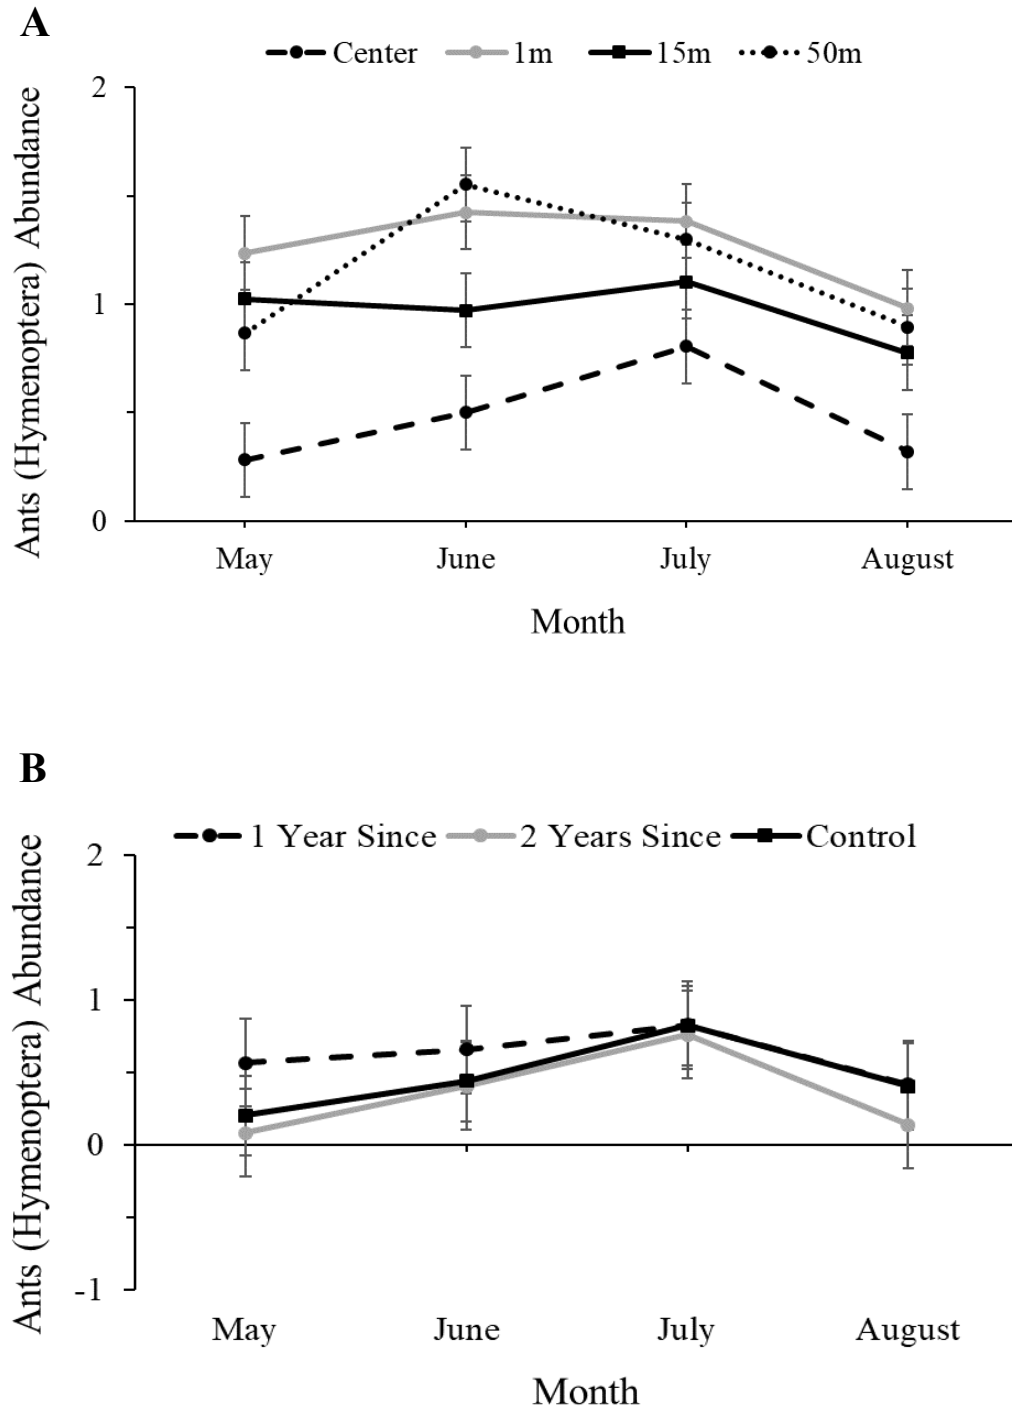 A
Center 1m 15m 50m
Ants (Hymenoptera) Abundance
2
1
0
May June July August
Month
B
1 Year Since 2 Years Since Control
Ants (Hymenoptera) Abundance
2
1
0
-1
May June July August
Month